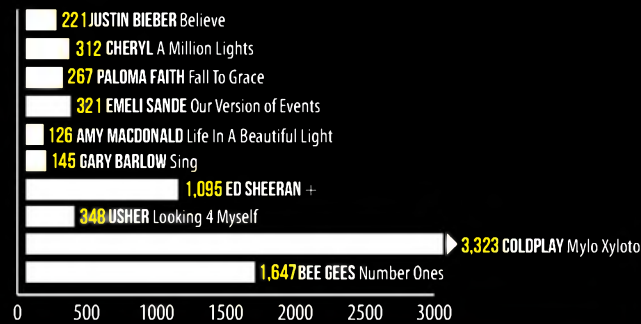 221 JUSTIN BIEBER Believe
312 CHERYL A Million Lights
267 PALOMA FAITH Fall To Grace
321 EMELI SANDE Our Version of Events
126 AMY MACDONALD Life In A Beautiful Light
145 GARY BARLOW Sing
1,095 ED SHEERAN +
348 USHER Looking 4 Myself
3,323 COLDPLAY Mylo Xyloto
1,647 BEE GEES Number Ones
0 500 1000 1500 2000 2500 3000